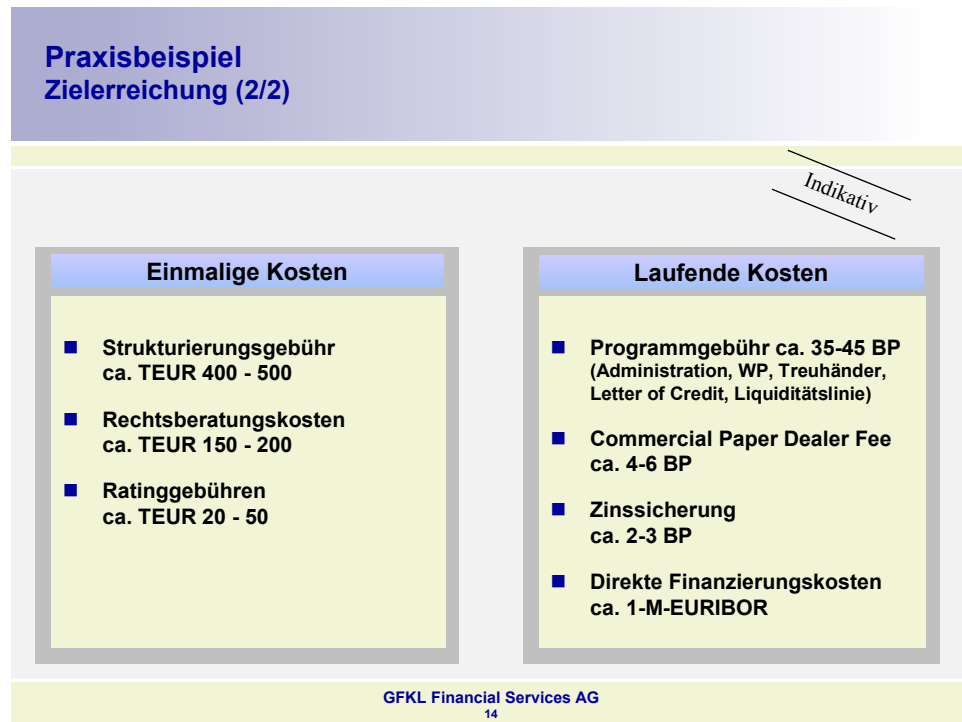 Praxisbeispiel
Zielerreichung (2/2)
Indikativ
Einmalige Kosten
Strukturierungsgebühr
ca. TEUR 400 - 500
Rechtsberatungskosten
ca. TEUR 150 - 200
Ratinggebühren
ca. TEUR 20 - 50
Laufende Kosten
Programmgebühr ca. 35-45 BP
(Administration, WP, Treuhänder,
Letter of Credit, Liquiditätslinie)
Commercial Paper Dealer Fee
ca. 4-6 BP
Zinssicherung
ca. 2-3 BP
Direkte Finanzierungskosten
ca. 1-M-EURIBOR
GFKL Financial Services AG
14